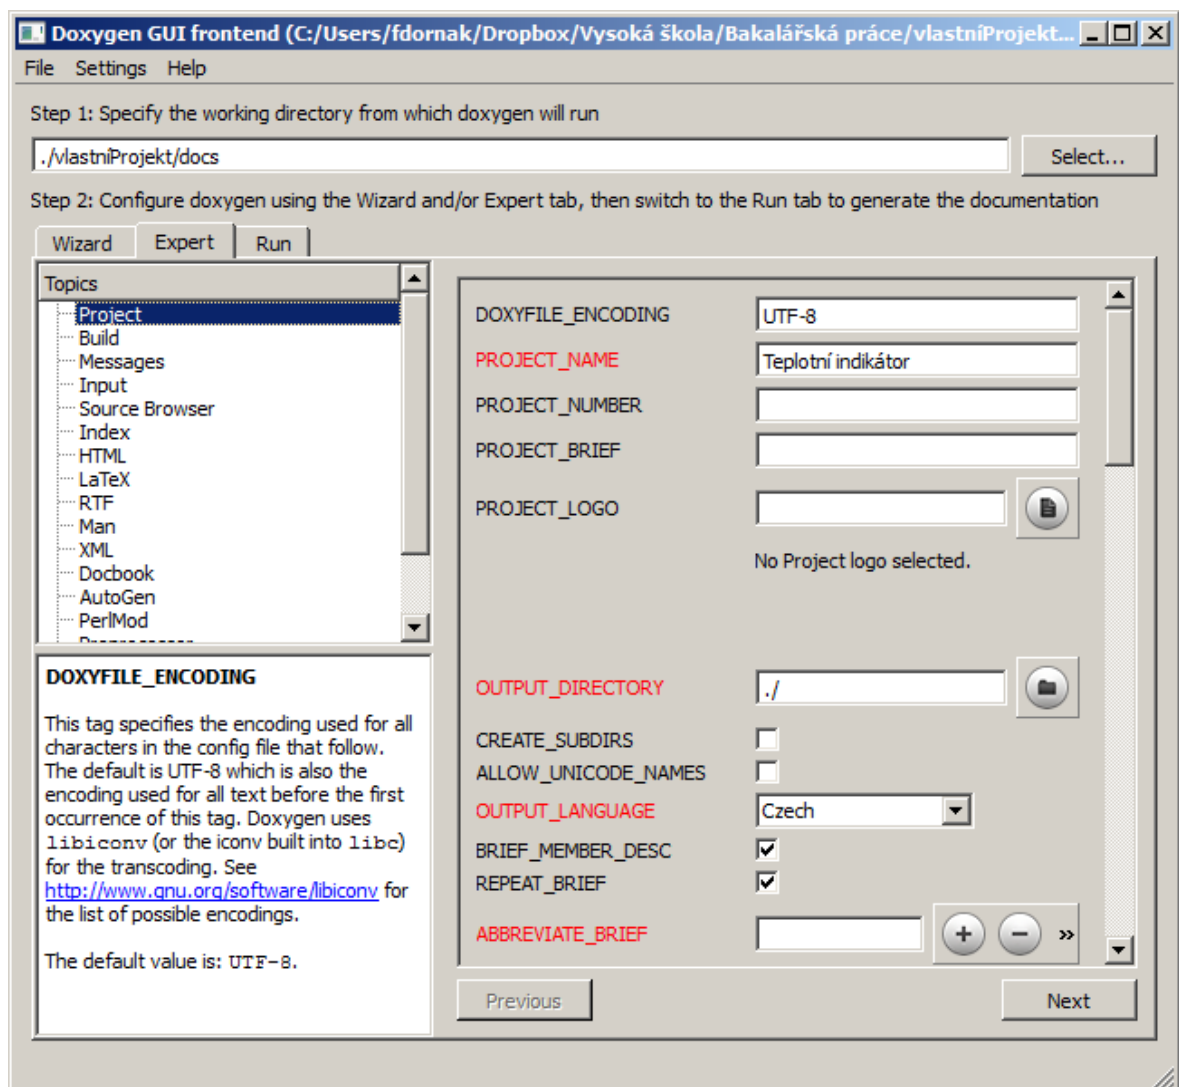 Doxygen GUI frontend (C:/Users/fdornak/Dropbox/Vysoká škola/Bakalářská práce/vlastníProjekt...
File Settings Help
Step 1: Specify the working directory from which doxygen will run
./vlastníProjekt/docs
Select...
Step 2: Configure doxygen using the Wizard and/or Expert tab, then switch to the Run tab to generate the documentation
Wizard Expert Run
Topics
Project
Build
Messages
Input
Source Browser
Index
HTML
LaTeX
RTF
Man
XML
Docbook
AutoGen
PerlMod
DOXYFILE_ENCODING
This tag specifies the encoding used for all
characters in the config file that follow.
The default is UTF-8 which is also the
encoding used for all text before the first
occurrence of this tag. Doxygen uses
libiconv (or the iconv built into libc)
for the transcoding. See
http://www.gnu.org/software/libiconv for
the list of possible encodings.
The default value is: UTF-8.
DOXYFILE_ENCODING UTF-8
PROJECT_NAME Teplotní indikátor
PROJECT_NUMBER
PROJECT_BRIEF
PROJECT_LOGO
No Project logo selected.
OUTPUT_DIRECTORY ./
CREATE_SUBDIRS
ALLOW_UNICODE_NAMES
OUTPUT_LANGUAGE Czech
BRIEF_MEMBER_DESC
REPEAT_BRIEF
ABBREVIATE_BRIEF
Previous Next